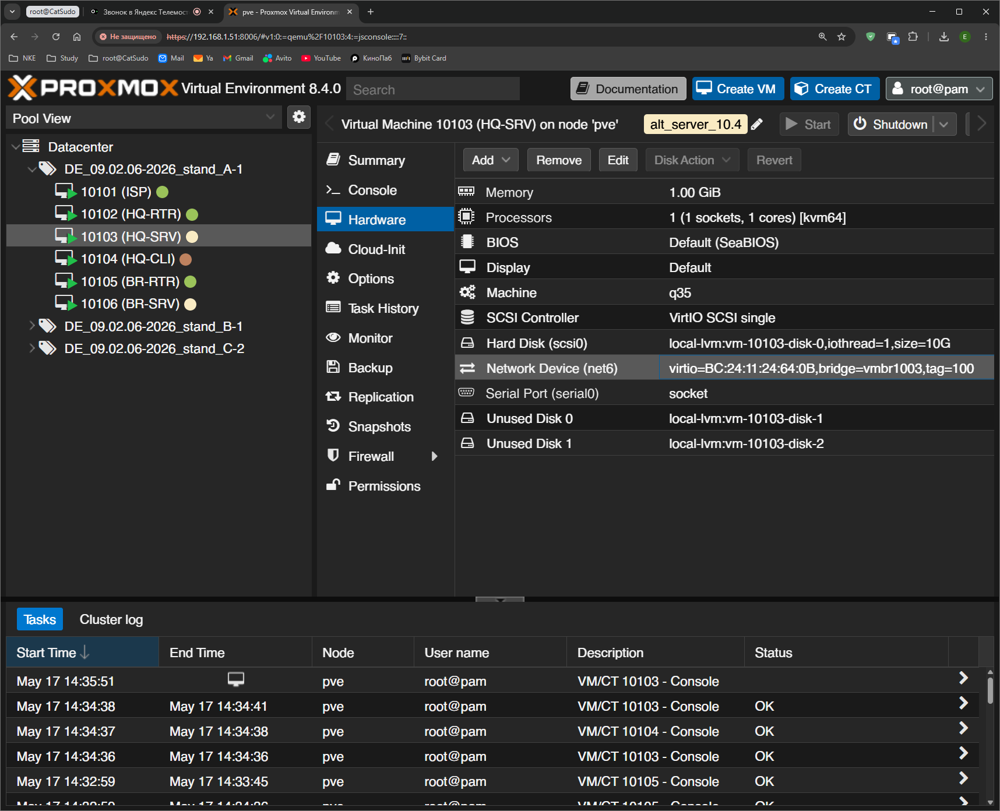 root@CatSudo
Звонок в Яндекс Телемост
pve - Proxmox Virtual Environm
Не защищено
https://192.168.1.51:8006/#v1:0:=qemu%2F10103:4:=jsconsole::::7::
E
NKE
Study
root@CatSudo
Mail
Ya
Gmail
Avito
YouTube
КиноПаб
Bybit Card
PROXMOX Virtual Environment 8.4.0
Search
Documentation
Create VM
Create CT
root@pam
Pool View
Virtual Machine 10103 (HQ-SRV) on node 'pve'
alt_server_10.4
Start
Shutdown
Datacenter
DE_09.02.06-2026_stand_A-1
10101 (ISP)
10102 (HQ-RTR)
10103 (HQ-SRV)
10104 (HQ-CLI)
10105 (BR-RTR)
10106 (BR-SRV)
DE_09.02.06-2026_stand_B-1
DE_09.02.06-2026_stand_C-2
Summary
Console
Hardware
Cloud-Init
Options
Task History
Monitor
Backup
Replication
Snapshots
Firewall
Permissions
Add
Remove
Edit
Disk Action
Revert
Memory 1.00 GiB
Processors 1 (1 sockets, 1 cores) [kvm64]
BIOS Default (SeaBIOS)
Display Default
Machine q35
SCSI Controller VirtIO SCSI single
Hard Disk (scsi0) local-lvm:vm-10103-disk-0,iothread=1,size=10G
Network Device (net6) virtio=BC:24:11:24:64:0B,bridge=vmbr1003,tag=100
Serial Port (serial0) socket
Unused Disk 0 local-lvm:vm-10103-disk-1
Unused Disk 1 local-lvm:vm-10103-disk-2
Tasks
Cluster log
Start Time End Time Node User name Description Status
May 17 14:35:51 pve root@pam VM/CT 10103 - Console
May 17 14:34:38 May 17 14:34:41 pve root@pam VM/CT 10103 - Console OK
May 17 14:34:37 May 17 14:34:38 pve root@pam VM/CT 10104 - Console OK
May 17 14:34:36 May 17 14:34:36 pve root@pam VM/CT 10103 - Console OK
May 17 14:32:59 May 17 14:33:45 pve root@pam VM/CT 10105 - Console OK